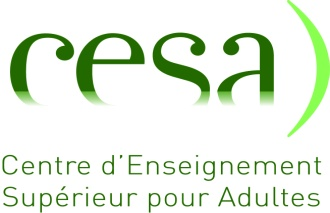 cesa)
Centre d'Enseignement
Supérieur pour Adultes